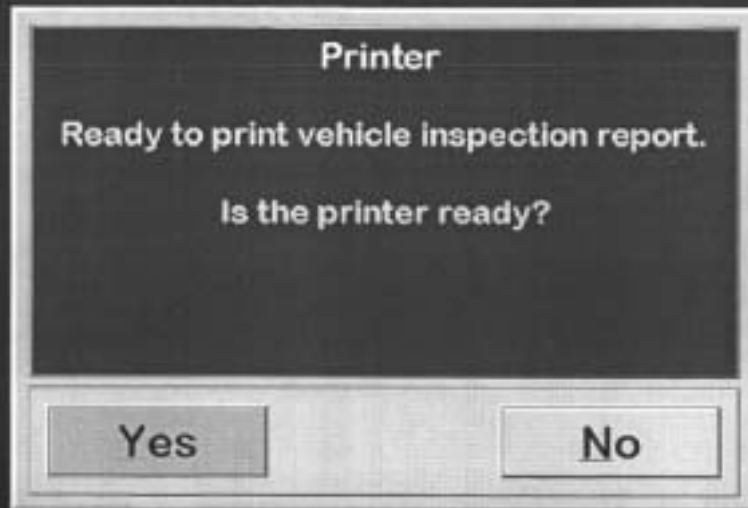 Printer
Ready to print vehicle inspection report.
Is the printer ready?
Yes
No